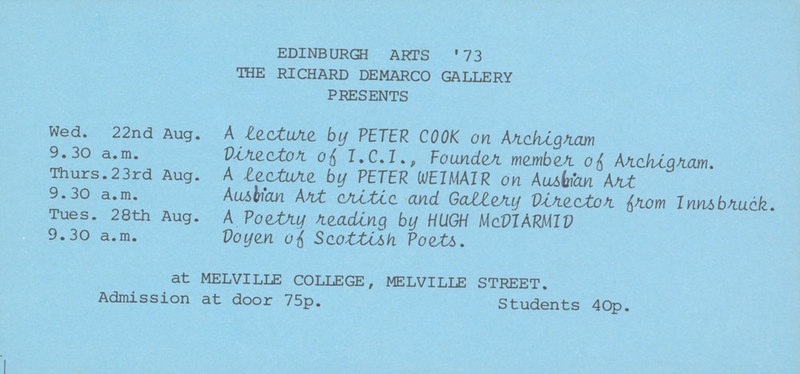 EDINBURGH ARTS '73
THE RICHARD DEMARCO GALLERY
PRESENTS
Wed. 22nd Aug. A lecture by PETER COOK on Archigram
9.30 a.m. Director of I.C.I., Founder member of Archigram.
Thurs.23rd Aug. A lecture by PETER WEIMAIR on Ausbian Art
9.30 a.m. Ausbian Art critic and Gallery Director from Innsbruck.
Tues. 28th Aug. A Poetry reading by HUGH McDIARMID
9.30 a.m. Doyen of Scottish Poets.
at MELVILLE COLLEGE, MELVILLE STREET.
Admission at door 75p. Students 40p.